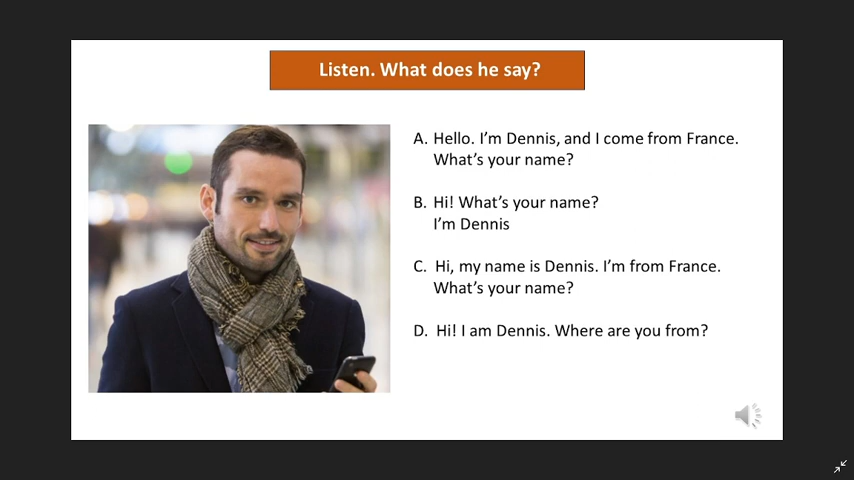 Listen. What does he say?
A. Hello. I’m Dennis, and I come from France.
What’s your name?
B. Hi! What’s your name?
I’m Dennis
C. Hi, my name is Dennis. I’m from France.
What’s your name?
D. Hi! I am Dennis. Where are you from?